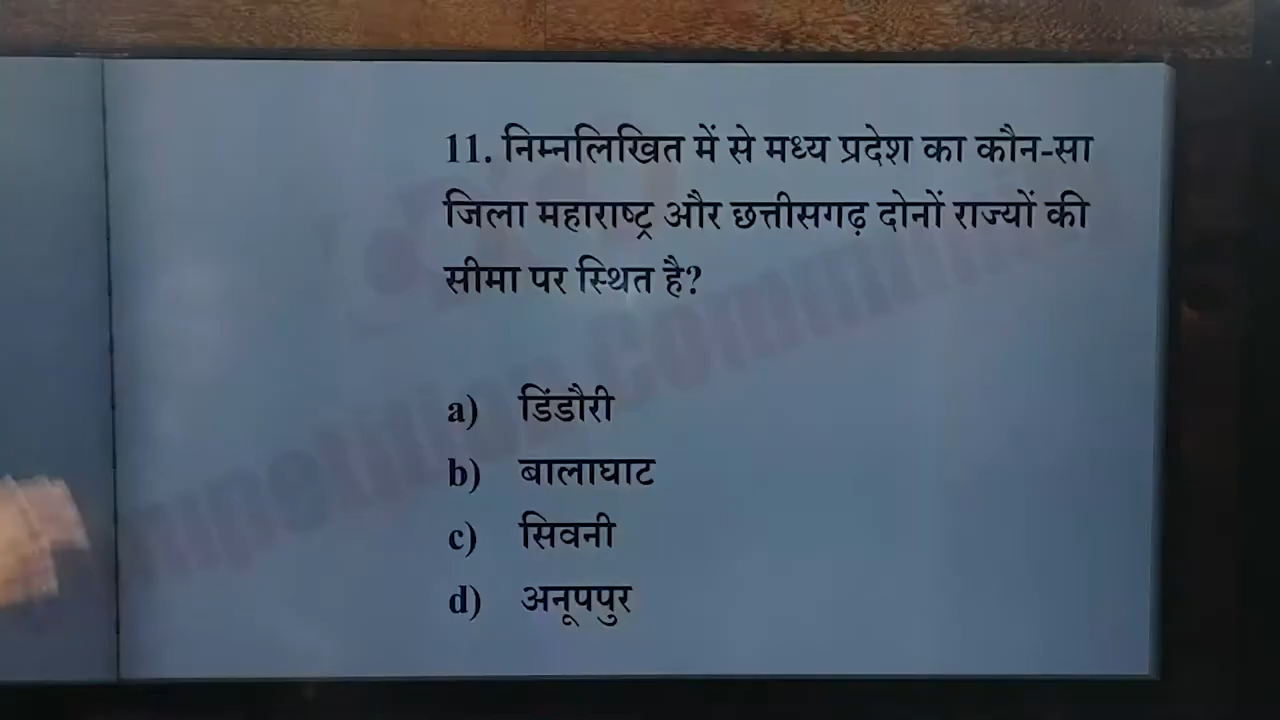 11. निम्नलिखित में से मध्य प्रदेश का कौन-सा
जिला महाराष्ट्र और छत्तीसगढ़ दोनों राज्यों की
सीमा पर स्थित है?
a) डिंडौरी
b) बालाघाट
c) सिवनी
d) अनूपपुर